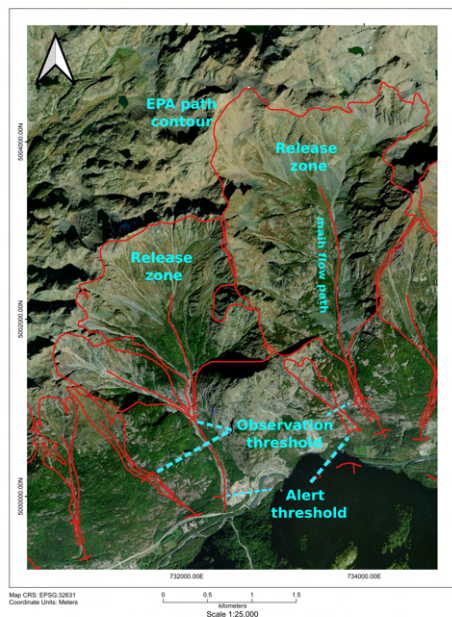 EPA path
contour
Release
zone
main flow path
Release
zone
Observation
threshold
Alert
threshold
5004000.00N
5002000.00N
5000000.00N
732000.00E
734000.00E
Map CRS: EPSG:32631
Coordinate Units: Meters
0 0.5 1 1.5
kilometers
Scale 1:25.000